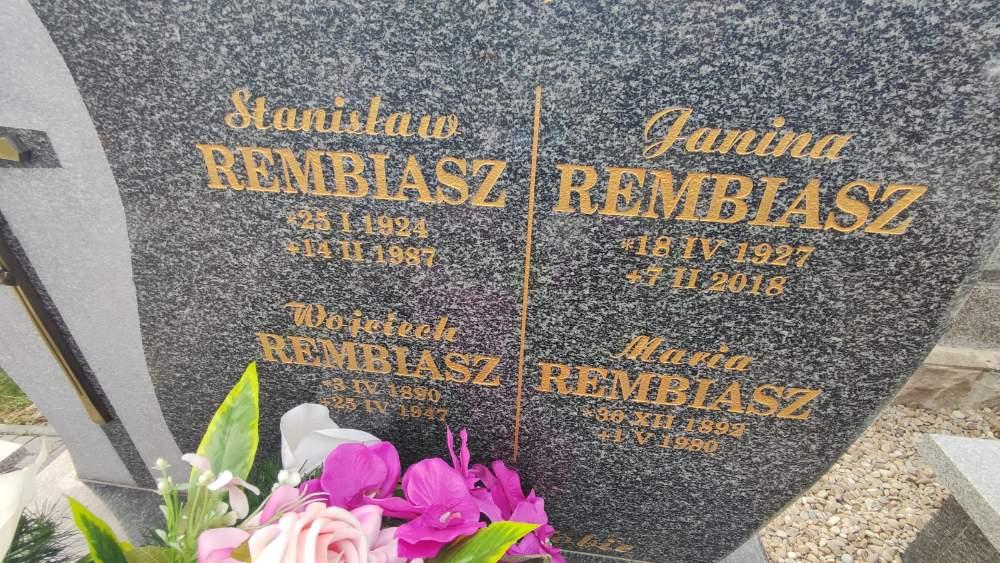 Stanisław
REMBIASZ
*25 I 1924
+14 II 1987
Janina
REMBIASZ
*18 IV 1927
+7 II 2018
Wojciech
REMBIASZ
*3 IV 1890
+25 IV 1947
Maria
REMBIASZ
*30 XII 1892
+1 V 1980